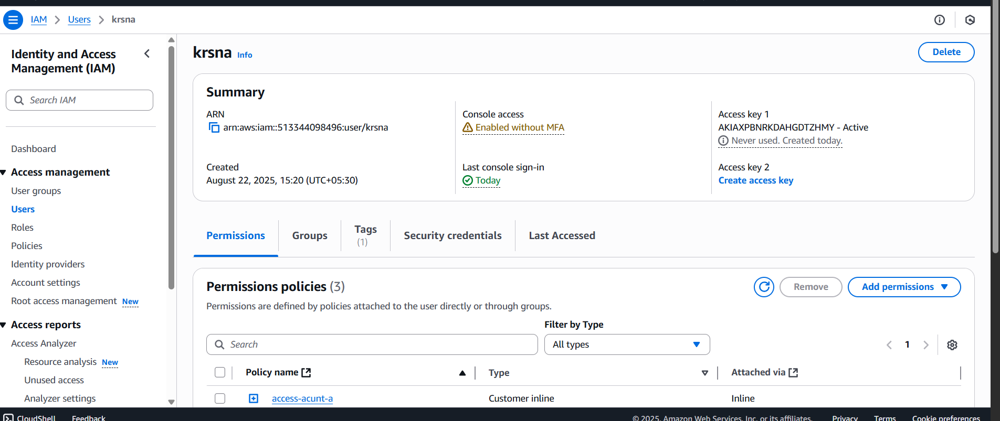 IAM > Users > krsna
Identity and Access
Management (IAM)
Search IAM
Dashboard
Access management
User groups
Users
Roles
Policies
Identity providers
Account settings
Root access management New
Access reports
Access Analyzer
Resource analysis New
Unused access
Analyzer settings
krsna Info
Delete
Summary
ARN
arn:aws:iam::513344098496:user/krsna
Console access
Enabled without MFA
Access key 1
AKIAXPBNRKDAHGDTZHMY - Active
Never used. Created today.
Created
August 22, 2025, 15:20 (UTC+05:30)
Last console sign-in
Today
Access key 2
Create access key
Permissions
Groups
Tags
(1)
Security credentials
Last Accessed
Permissions policies (3)
Remove
Add permissions
Permissions are defined by policies attached to the user directly or through groups.
Filter by Type
Search
All types
1
Policy name
Type
Attached via
access-acunt-a
Customer inline
Inline
CloudShell Feedback
© 2025, Amazon Web Services, Inc. or its affiliates. Privacy Terms Cookie preferences